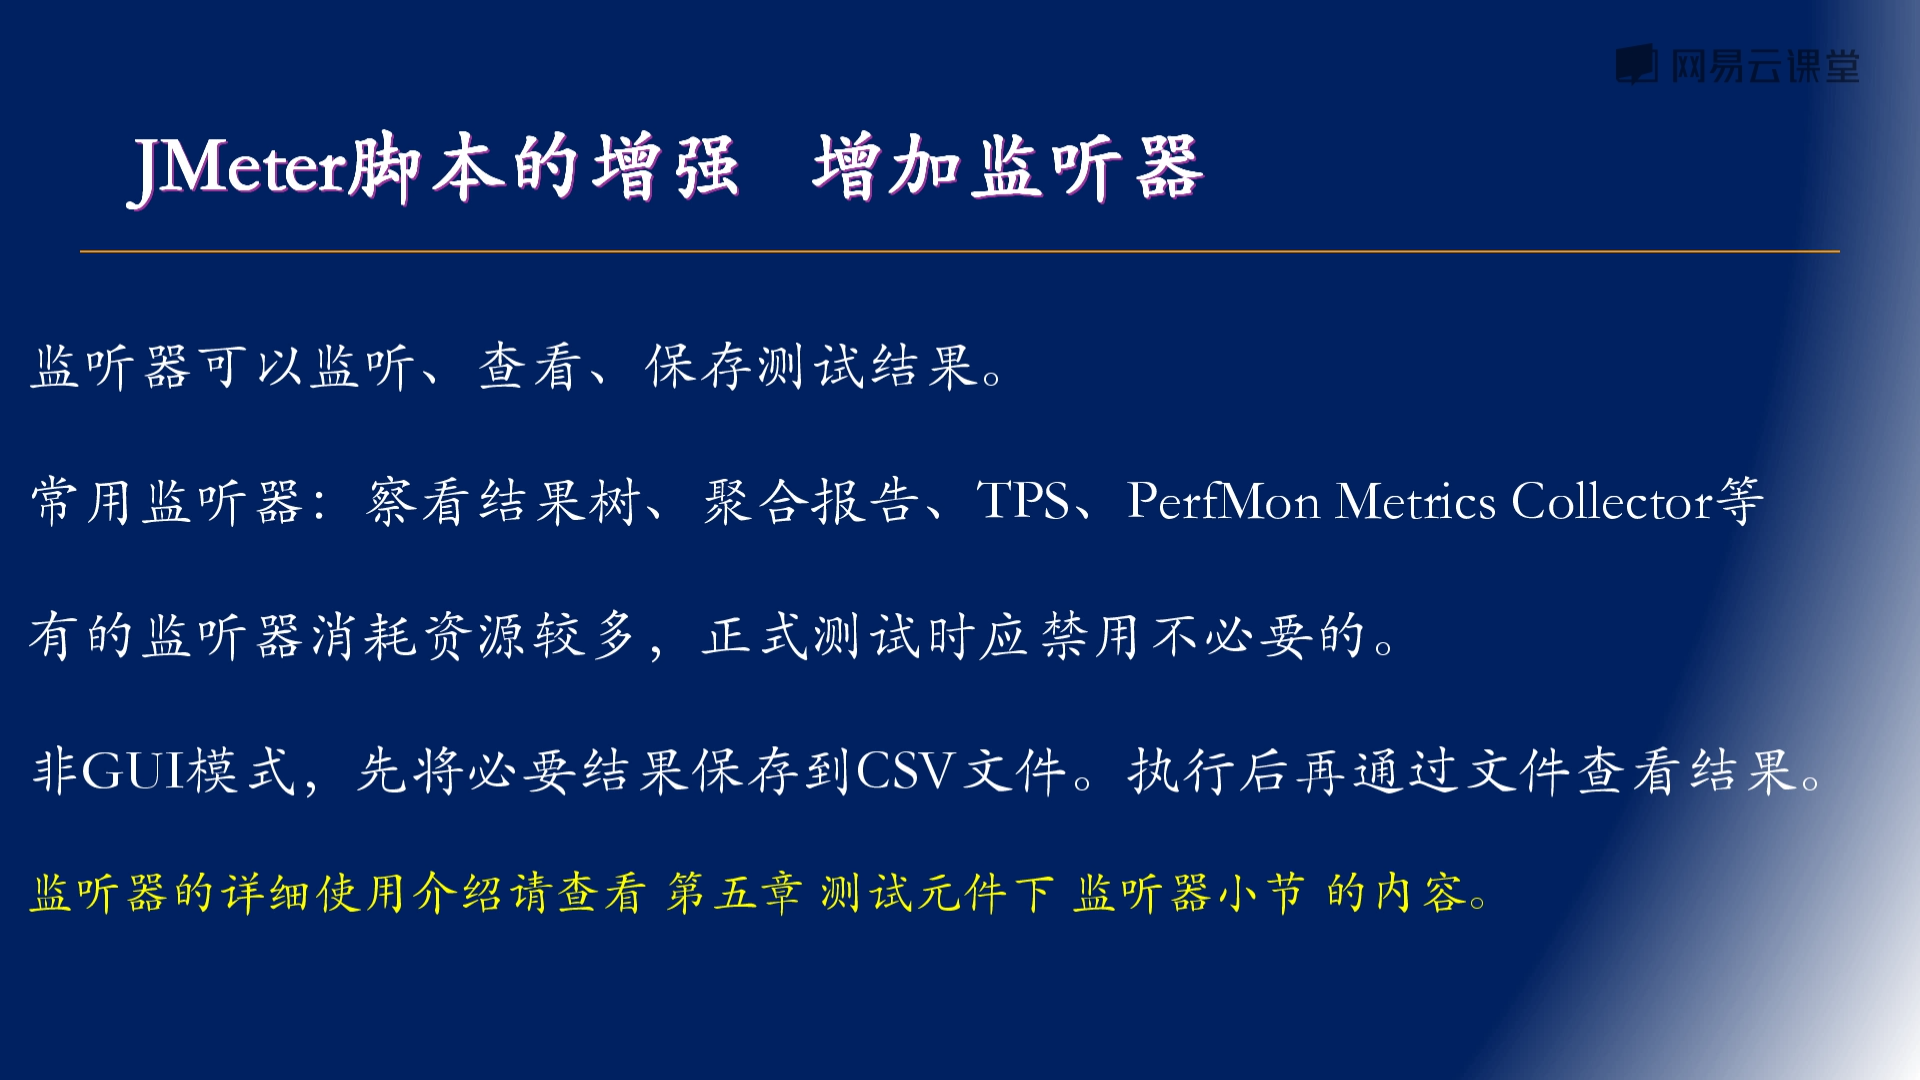 网易云课堂
JMeter脚本的增强 增加监听器
监听器可以监听、查看、保存测试结果。
常用监听器：察看结果树、聚合报告、TPS、PerfMon Metrics Collector等
有的监听器消耗资源较多，正式测试时应禁用不必要的。
非GUI模式，先将必要结果保存到CSV文件。执行后再通过文件查看结果。
监听器的详细使用介绍请查看 第五章 测试元件下 监听器小节 的内容。